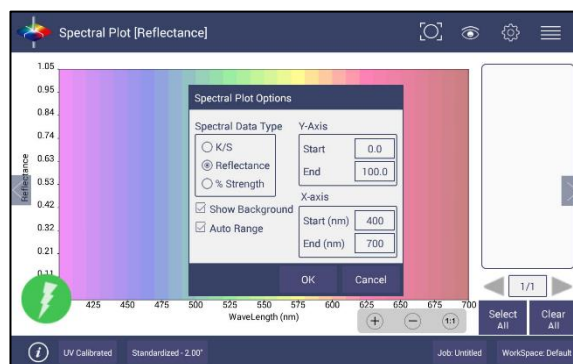 Spectral Plot [Reflectance]
1.05
0.95
0.84
0.74
0.63
0.52
0.42
0.32
0.21
0.11
Reflectance
Spectral Plot Options
Spectral Data Type
K/S
Reflectance
% Strength
Show Background
Auto Range
Y-Axis
Start 0.0
End 100.0
X-axis
Start (nm) 400
End (nm) 700
OK Cancel
425 450 475 500 525 550 575 600 625 650 675 700
WaveLength (nm)
1:1
1/1
Select All
Clear All
UV Calibrated Standardized - 2.00" Job: Untitled WorkSpace: Default